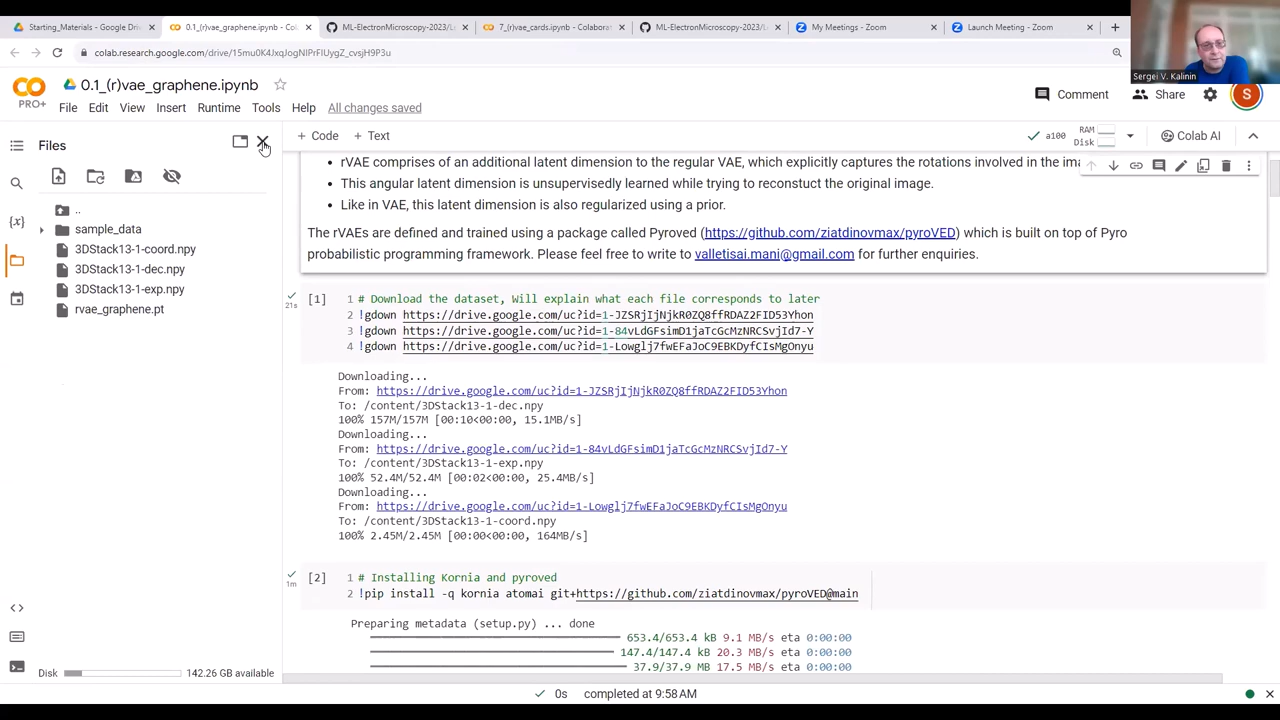 Starting_Materials - Google Drive
0.1_(r)vae_graphene.ipynb - Col
ML-ElectronMicroscopy-2023/Le
7_(r)vae_cards.ipynb - Colaborat
ML-ElectronMicroscopy-2023/Le
My Meetings - Zoom
Launch Meeting - Zoom
Sergei V. Kalinin
0.1_(r)vae_graphene.ipynb
PRO+
File Edit View Insert Runtime Tools Help All changes saved
Comment
Share
S
Files
+ Code
+ Text
a100
RAM
Disk
Colab AI
..
sample_data
3DStack13-1-coord.npy
3DStack13-1-dec.npy
3DStack13-1-exp.npy
rvae_graphene.pt
Disk
142.26 GB available
rVAE comprises of an additional latent dimension to the regular VAE, which explicitly captures the rotations involved in the ima
This angular latent dimension is unsupervisedly learned while trying to reconstuct the original image.
Like in VAE, this latent dimension is also regularized using a prior.
The rVAEs are defined and trained using a package called Pyroved (https://github.com/ziatdinovmax/pyroVED) which is built on top of Pyro
probabilistic programming framework. Please feel free to write to valletisai.mani@gmail.com for further enquiries.
[1]
21s
1 # Download the dataset, Will explain what each file corresponds to later
2 !gdown https://drive.google.com/uc?id=1-JZSRjIjNjkR0ZQ8ffRDAZ2FID53Yhon
3 !gdown https://drive.google.com/uc?id=1-84vLdGFsimD1jaTcGcMzNRCSvjId7-Y
4 !gdown https://drive.google.com/uc?id=1-Lowglj7fwEFaJoC9EBKDyfCIsMgOnyu
Downloading...
From: https://drive.google.com/uc?id=1-JZSRjIjNjkR0ZQ8ffRDAZ2FID53Yhon
To: /content/3DStack13-1-dec.npy
100% 157M/157M [00:10<00:00, 15.1MB/s]
Downloading...
From: https://drive.google.com/uc?id=1-84vLdGFsimD1jaTcGcMzNRCSvjId7-Y
To: /content/3DStack13-1-exp.npy
100% 52.4M/52.4M [00:02<00:00, 25.4MB/s]
Downloading...
From: https://drive.google.com/uc?id=1-Lowglj7fwEFaJoC9EBKDyfCIsMgOnyu
To: /content/3DStack13-1-coord.npy
100% 2.45M/2.45M [00:00<00:00, 164MB/s]
[2]
1m
1 # Installing Kornia and pyroved
2 !pip install -q kornia atomai git+https://github.com/ziatdinovmax/pyroVED@main
Preparing metadata (setup.py) ... done
653.4/653.4 kB 9.1 MB/s eta 0:00:00
147.4/147.4 kB 20.3 MB/s eta 0:00:00
37.9/37.9 MB 17.5 MB/s eta 0:00:00
0s completed at 9:58 AM